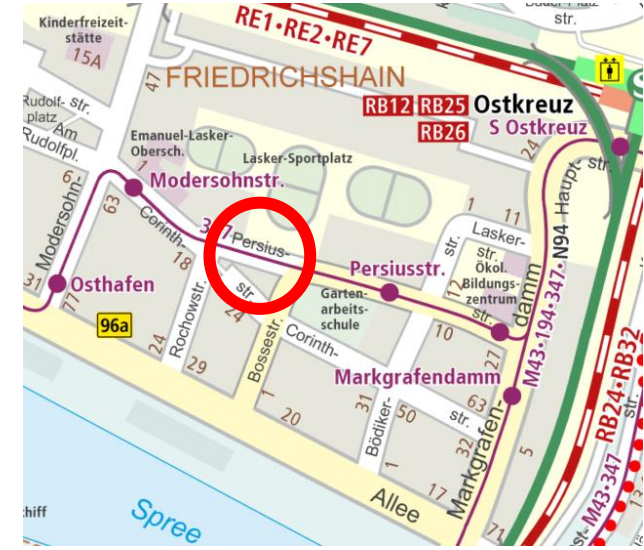 RE1•RE2•RE7
str.
Kinderfreizeit-
stätte
15A
47
FRIEDRICHSHAIN
RB12 RB25 Ostkreuz
RB26
S Ostkreuz
Rudolf- str.
platz
Am
Rudolfpl.
Emanuel-Lasker-
Obersch.
1
Lasker-Sportplatz
24
Haupt- str.
Modersohnstr.
6
63
Modersohn-
Corinth-
Persius-
18
1
11
Lasker-
str.
str.
Ökol.
Bildungs-
zentrum
Persiusstr.
12
str.
damm
M43•194•347•N94
31
Osthafen
77
96a
24
Rochowstr.
29
str.
24
Bossestr.
Garten-
arbeits-
schule
Corinth-
str.
10
27
Markgrafendamm
63
1
20
31
Bödiker-
50
32
1
Markgrafen-
5
RB24•RB32
str.
M43•347
Allee
17
71
Spree